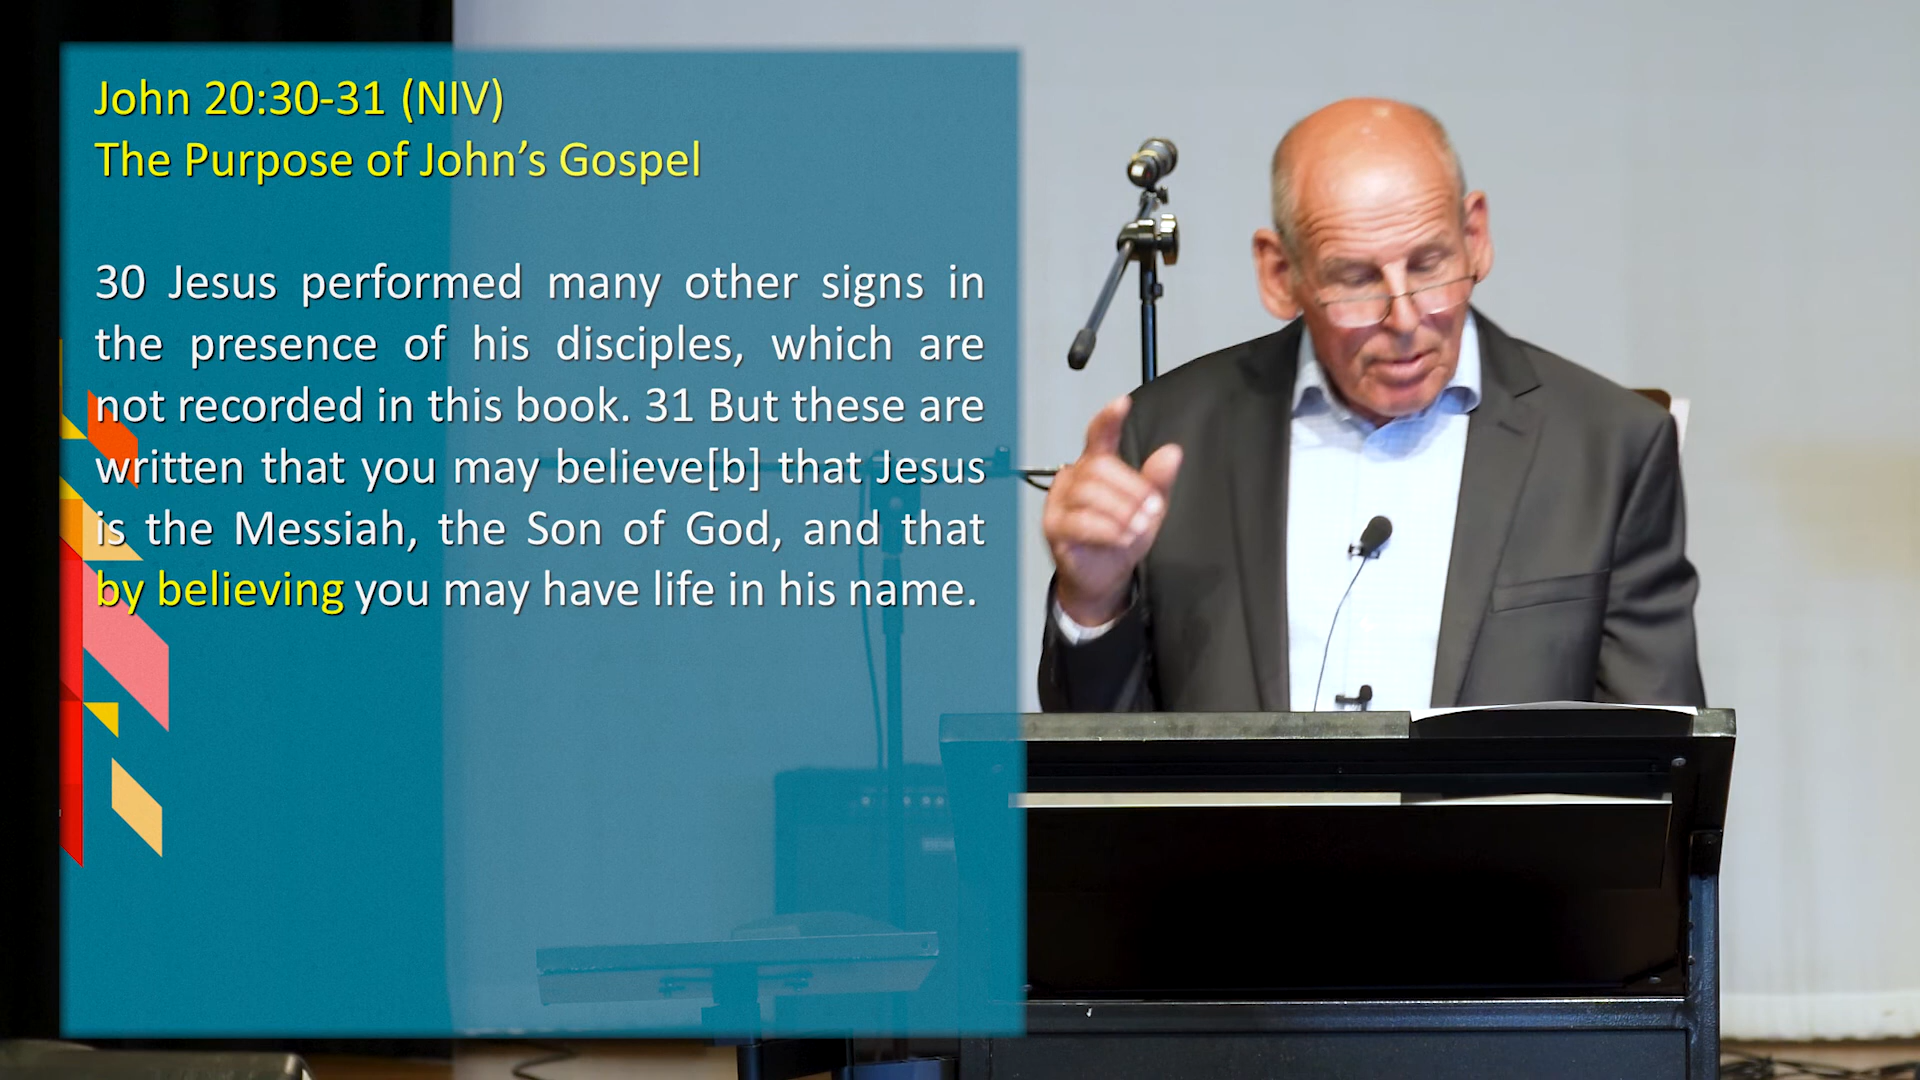 John 20:30-31 (NIV)
The Purpose of John’s Gospel
30 Jesus performed many other signs in
the presence of his disciples, which are
not recorded in this book. 31 But these are
written that you may believe[b] that Jesus
is the Messiah, the Son of God, and that
by believing you may have life in his name.